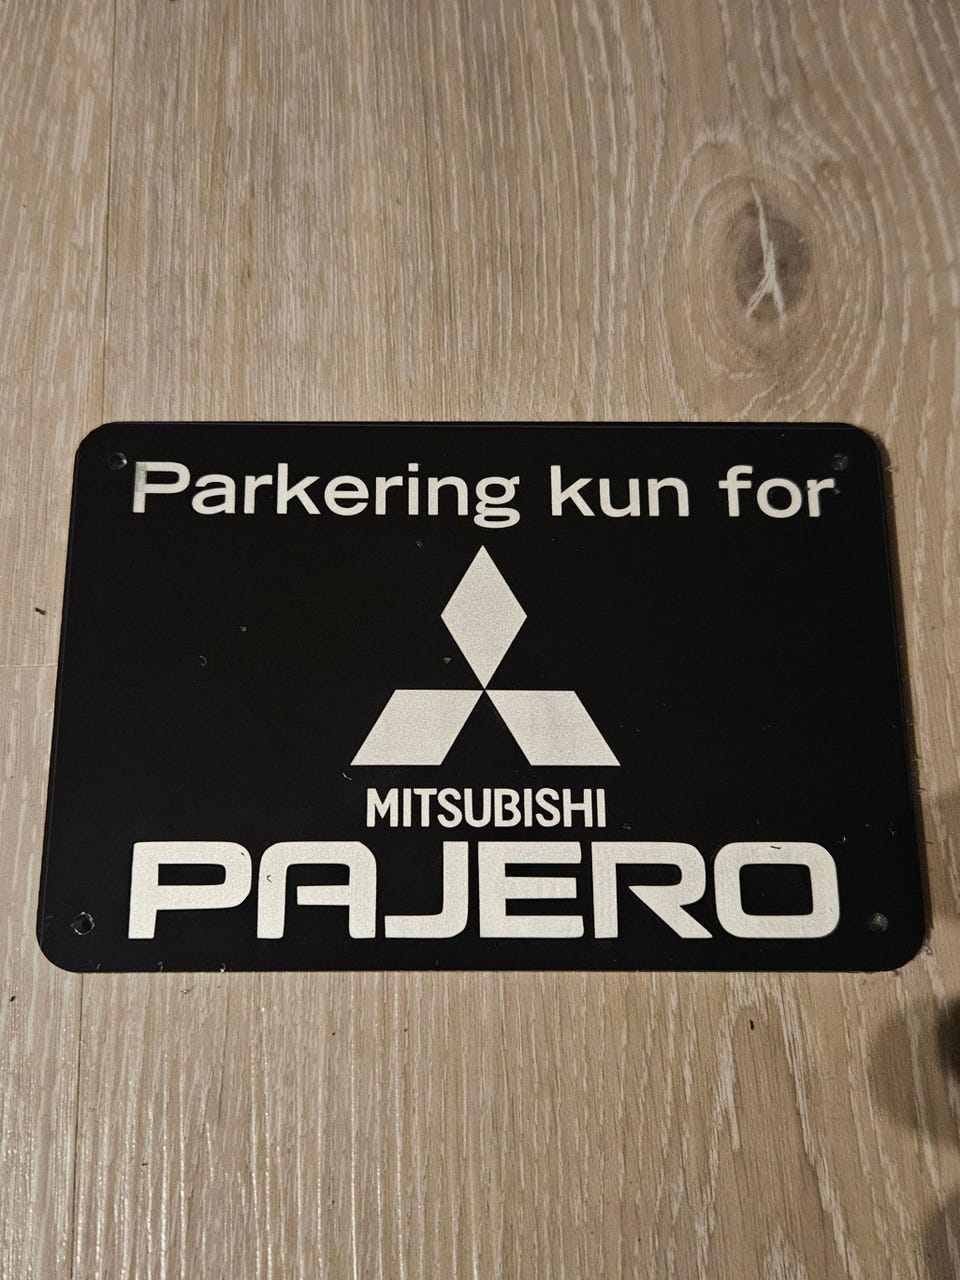 Parkering kun for
MITSUBISHI
PAJERO